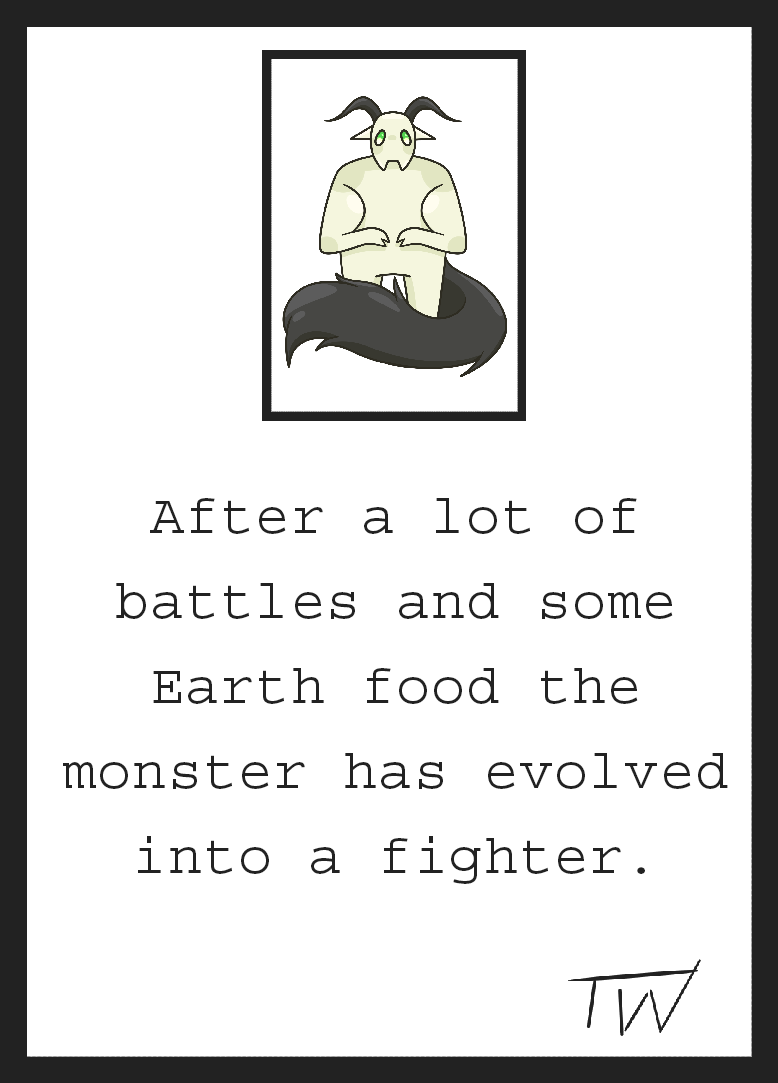 After a lot of
battles and some
Earth food the
monster has evolved
into a fighter.
TW